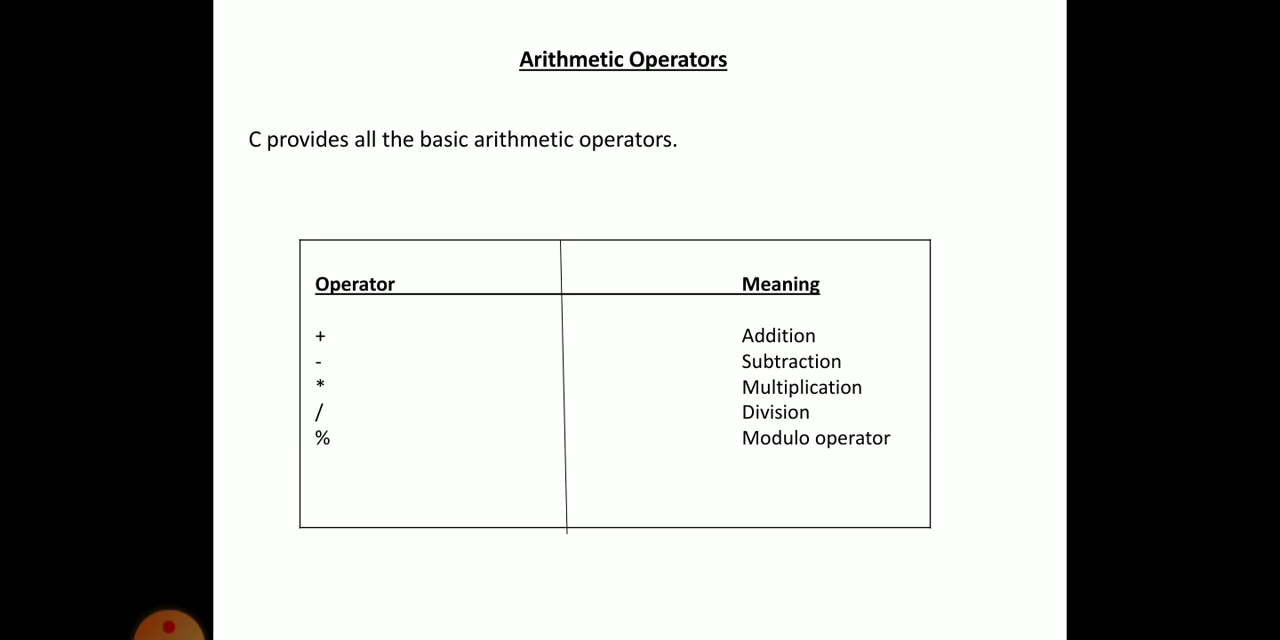 Arithmetic Operators
C provides all the basic arithmetic operators.
Operator Meaning
+ Addition
- Subtraction
* Multiplication
/ Division
% Modulo operator